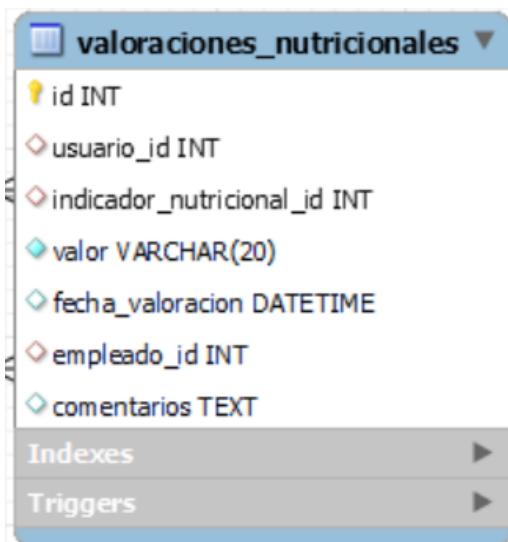 valoraciones_nutricionales
id INT
usuario_id INT
indicador_nutricional_id INT
valor VARCHAR(20)
fecha_valoracion DATETIME
empleado_id INT
comentarios TEXT
Indexes
Triggers